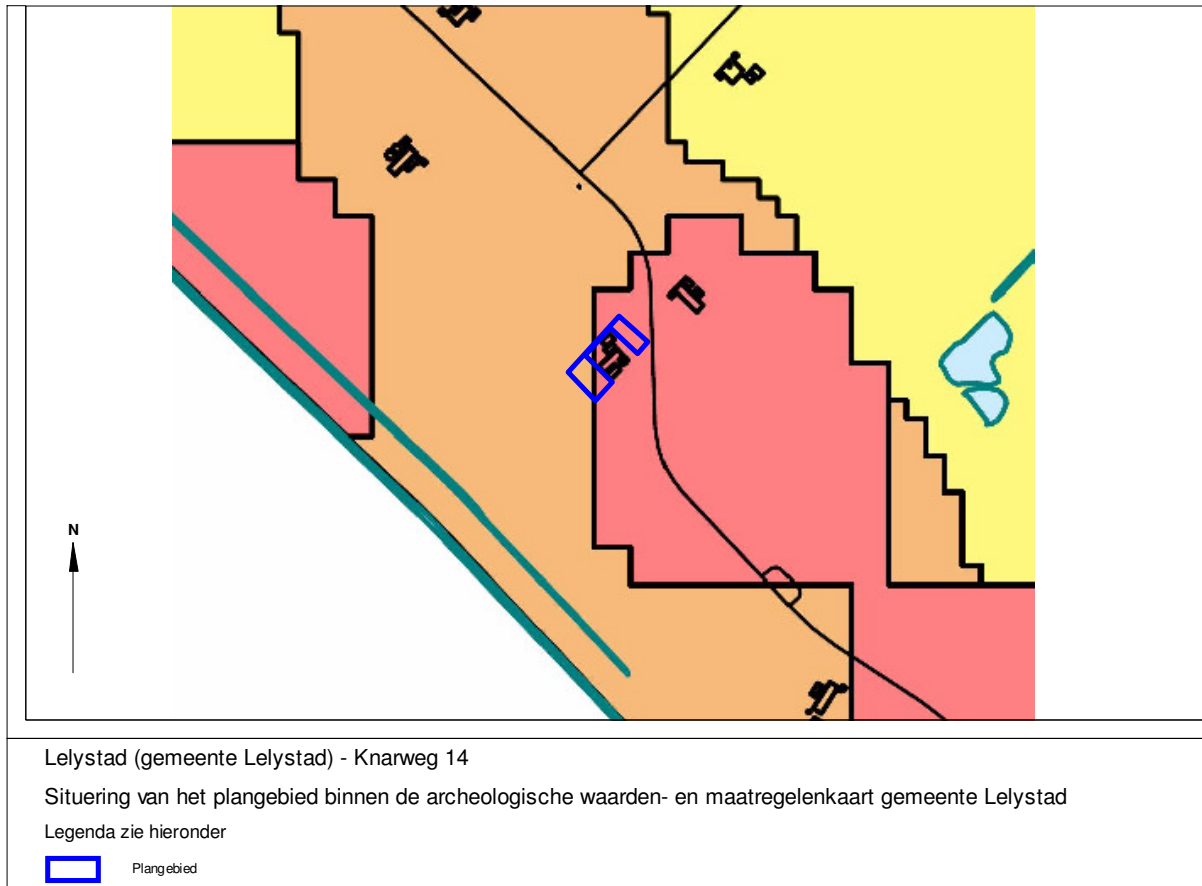 N
Lelystad (gemeente Lelystad) - Knarweg 14
Situering van het plangebied binnen de archeologische waarden- en maatregelenkaart gemeente Lelystad
Legenda zie hieronder
Plangebied